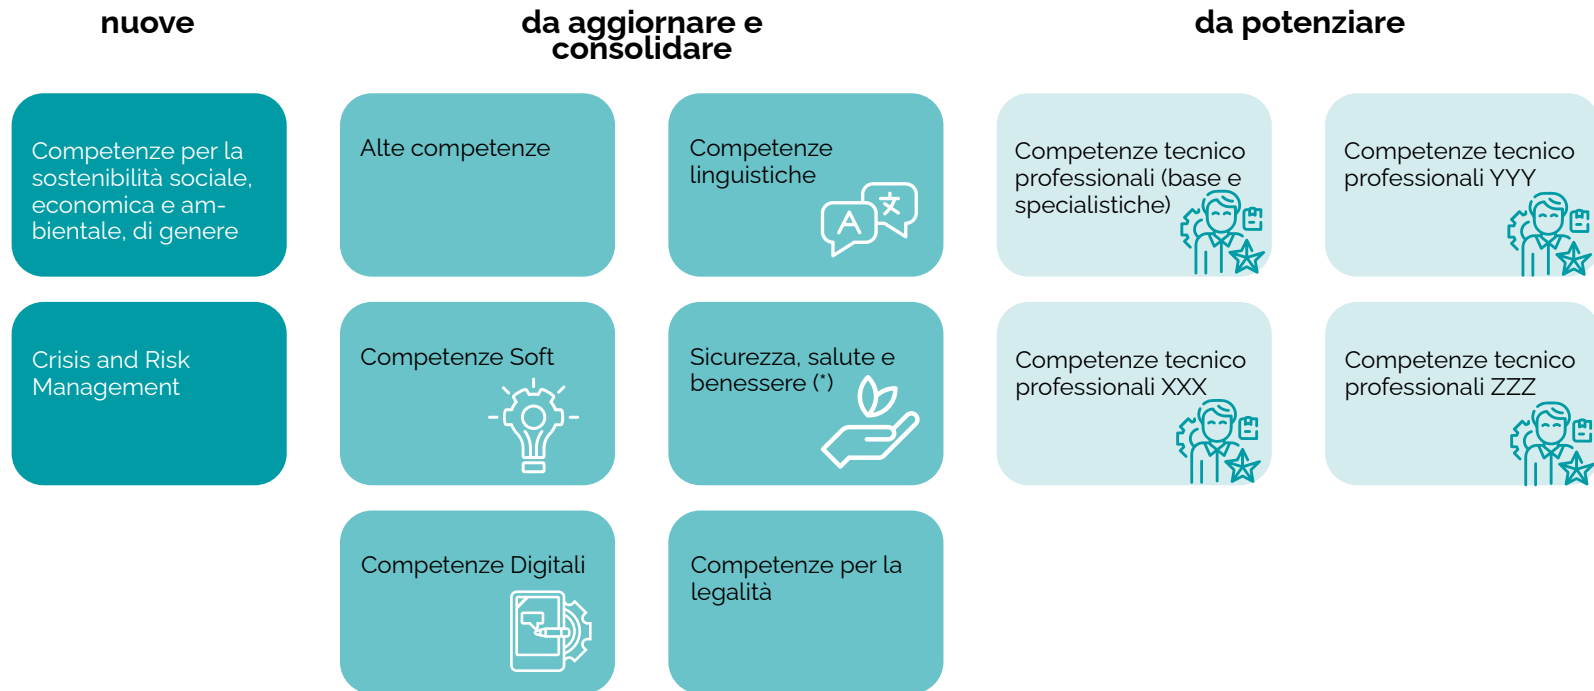 nuove
da aggiornare e
consolidare
da potenziare
Competenze per la
sostenibilità sociale,
economica e am-
bientale, di genere
Alte competenze
Competenze
linguistiche
A
文
Competenze tecnico
professionali (base e
specialistiche)
Competenze tecnico
professionali YYY
Crisis and Risk
Management
Competenze Soft
Sicurezza, salute e
benessere (*)
Competenze tecnico
professionali XXX
Competenze tecnico
professionali ZZZ
Competenze Digitali
Competenze per la
legalità